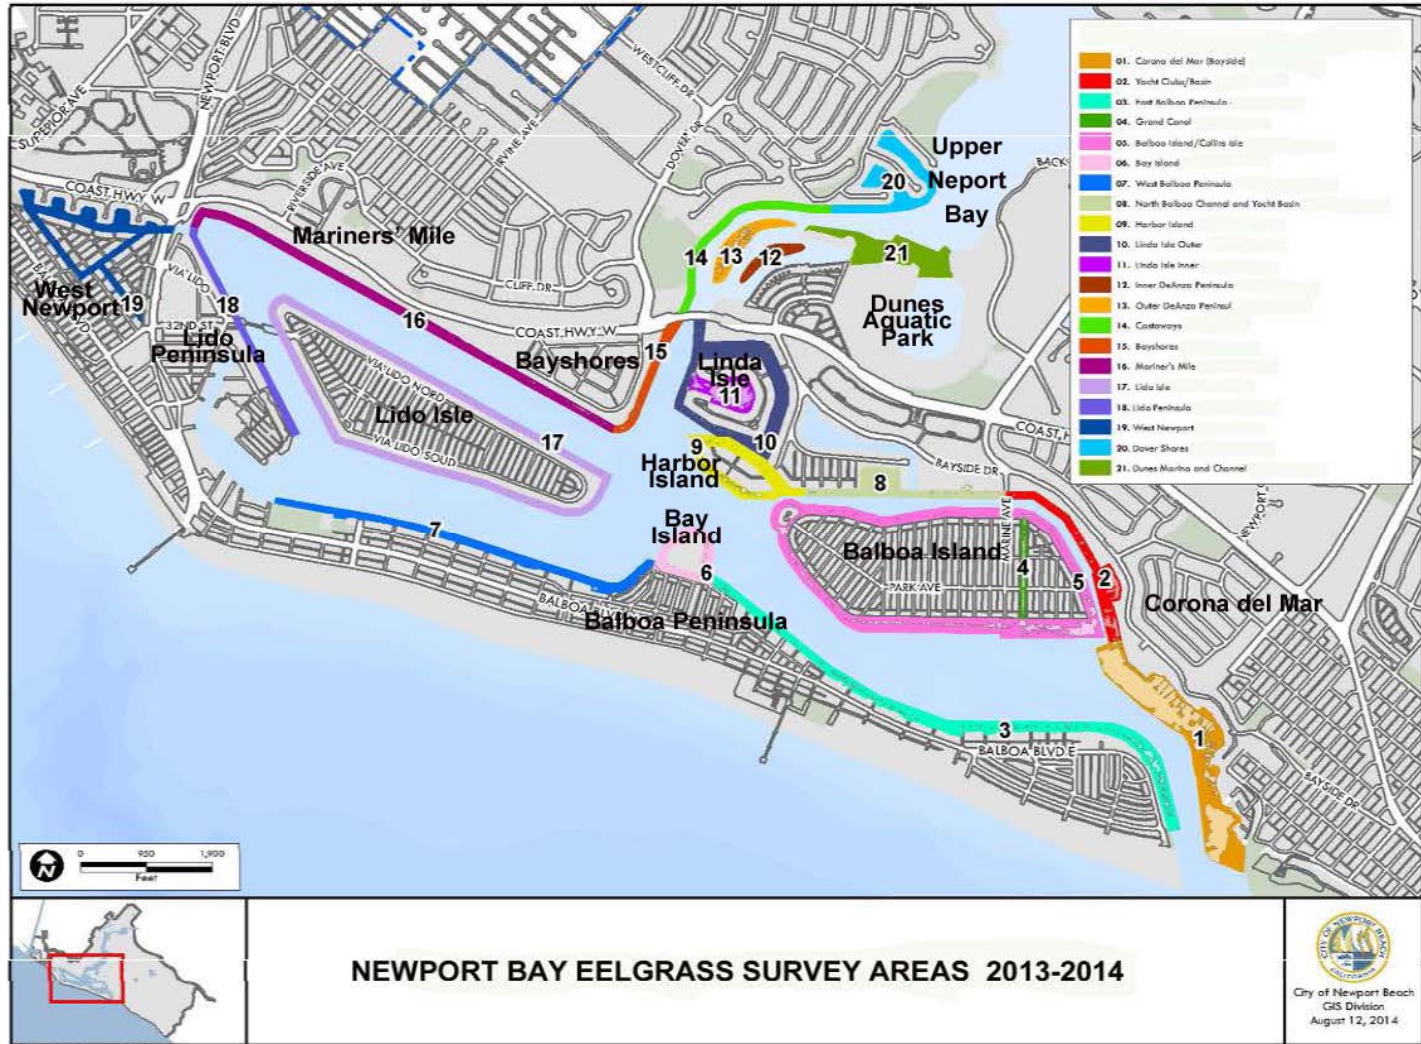 SUPERIOR AVE
NEWPORT BLVD
WESTCLIFF DR
IRVINE AVE
DOVER DR
RIVERSIDE AVE
COAST HWY W
Mariners' Mile
CLIFF DR
COAST HWY W
Upper
Neport
Bay
20
21
14
13
12
Dunes
Aquatic
Park
West
Newport
19
VIA LIDO
18
32ND ST
Lido
Peninsula
16
Bayshores
15
VIA LIDO NORD
Lido Isle
VIA LIDO SOUD
17
Linda
Isle
11
10
9
Harbor
Island
BAYSIDE DR
8
Bay
Island
7
6
BALBOA BLVD
Balboa Peninsula
Balboa Island
MARINE AVE
PARK AVE
4
5
2
Corona del Mar
3
BALBOA BLVD E
1
BAYSIDE DR
01. Corona del Mar (Bayside)
02. Yacht Clubs/Basin
03. East Balboa Peninsula
04. Grand Canal
05. Balboa Island/Collins Isle
06. Bay Island
07. West Balboa Peninsula
08. North Balboa Channel and Yacht Basin
09. Harbor Island
10. Linda Isle Outer
11. Linda Isle Inner
12. Inner DeAnza Peninsula
13. Outer DeAnza Peninsul
14. Castaways
15. Bayshores
16. Mariner's Mile
17. Lido Isle
18. Lido Peninsula
19. West Newport
20. Dover Shores
21. Dunes Marina and Channel
N
0 950 1,900
Feet
NEWPORT BAY EELGRASS SURVEY AREAS 2013-2014
CITY OF NEWPORT BEACH
CALIFORNIA
City of Newport Beach
GIS Division
August 12, 2014